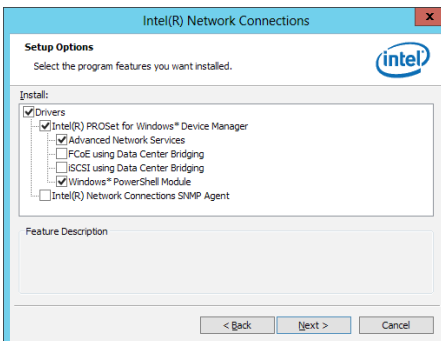 Intel(R) Network Connections
x
Setup Options
Select the program features you want installed.
intel
Install:
Drivers
Intel(R) PROSet for Windows* Device Manager
Advanced Network Services
FCoE using Data Center Bridging
iSCSI using Data Center Bridging
Windows* PowerShell Module
Intel(R) Network Connections SNMP Agent
Feature Description
< Back
Next >
Cancel